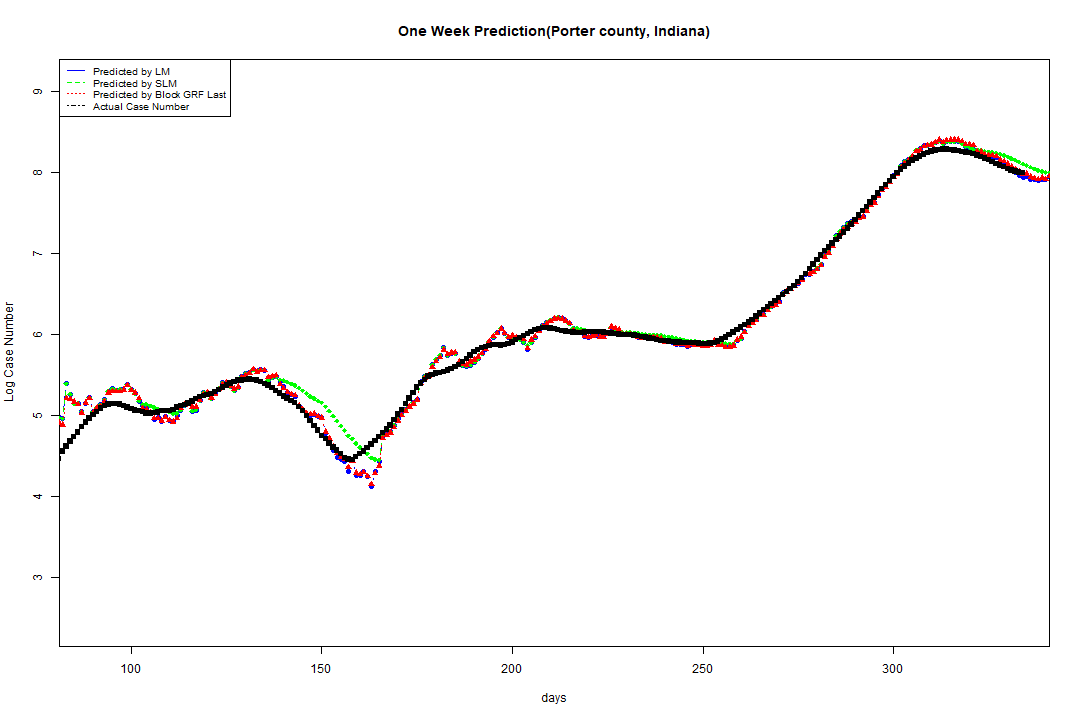 One Week Prediction(Porter county, Indiana)
Predicted by LM
Predicted by SLM
Predicted by Block GRF Last
Actual Case Number
9
8
7
6
5
4
3
Log Case Number
100 150 200 250 300
days